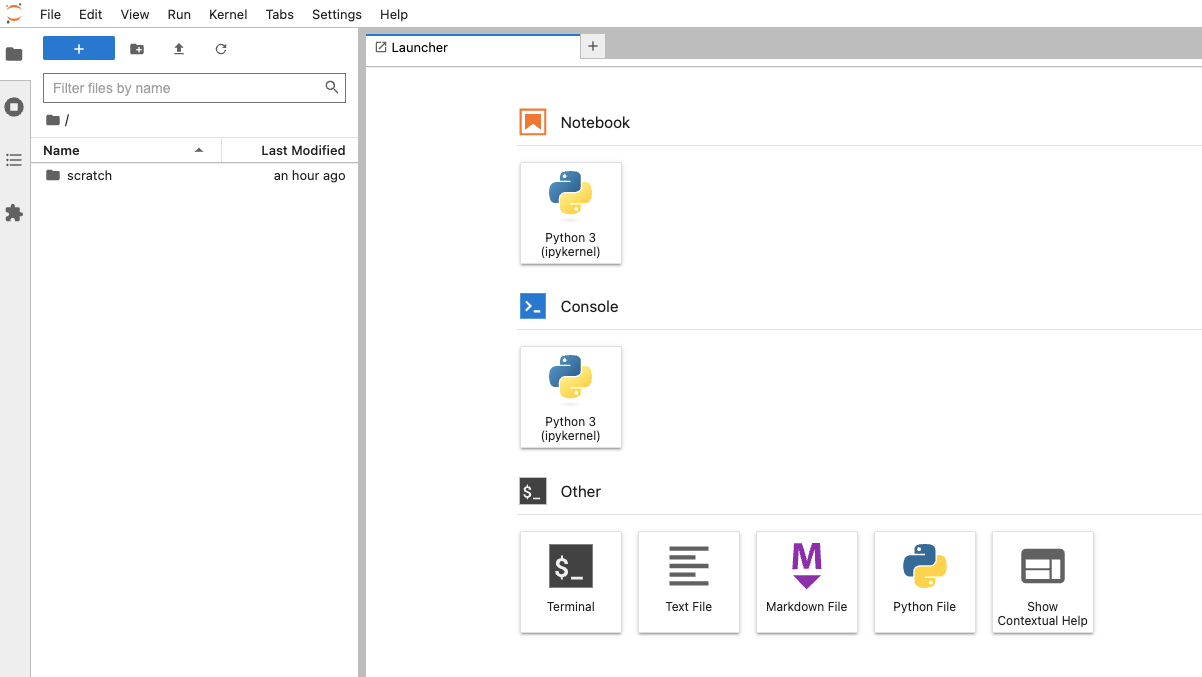 File Edit View Run Kernel Tabs Settings Help
+
Filter files by name
/
Name Last Modified
scratch an hour ago
Launcher +
Notebook
Python 3
(ipykernel)
>_ Console
Python 3
(ipykernel)
$_ Other
$_
Terminal
Text File
M
Markdown File
Python File
Show
Contextual Help